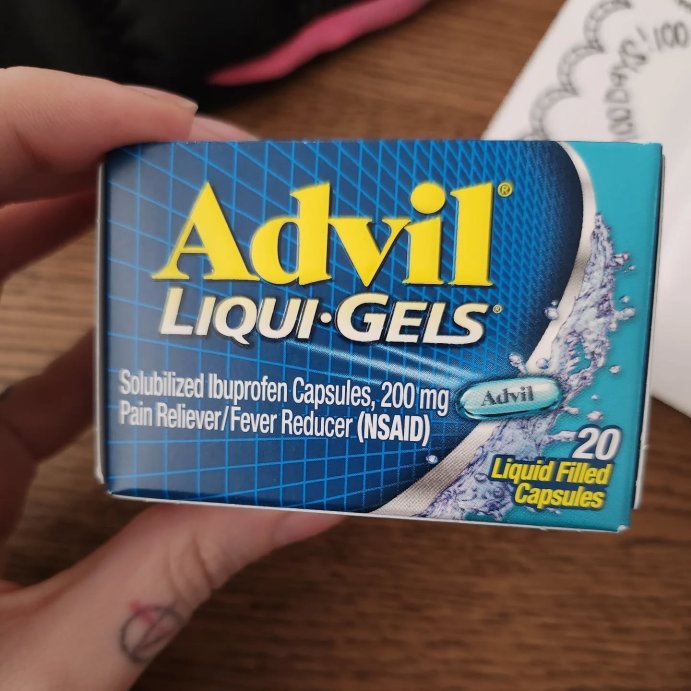 Advil®
LIQUI·GELS®
Solubilized Ibuprofen Capsules, 200 mg
Pain Reliever/Fever Reducer (NSAID)
Advil
20
Liquid Filled
Capsules